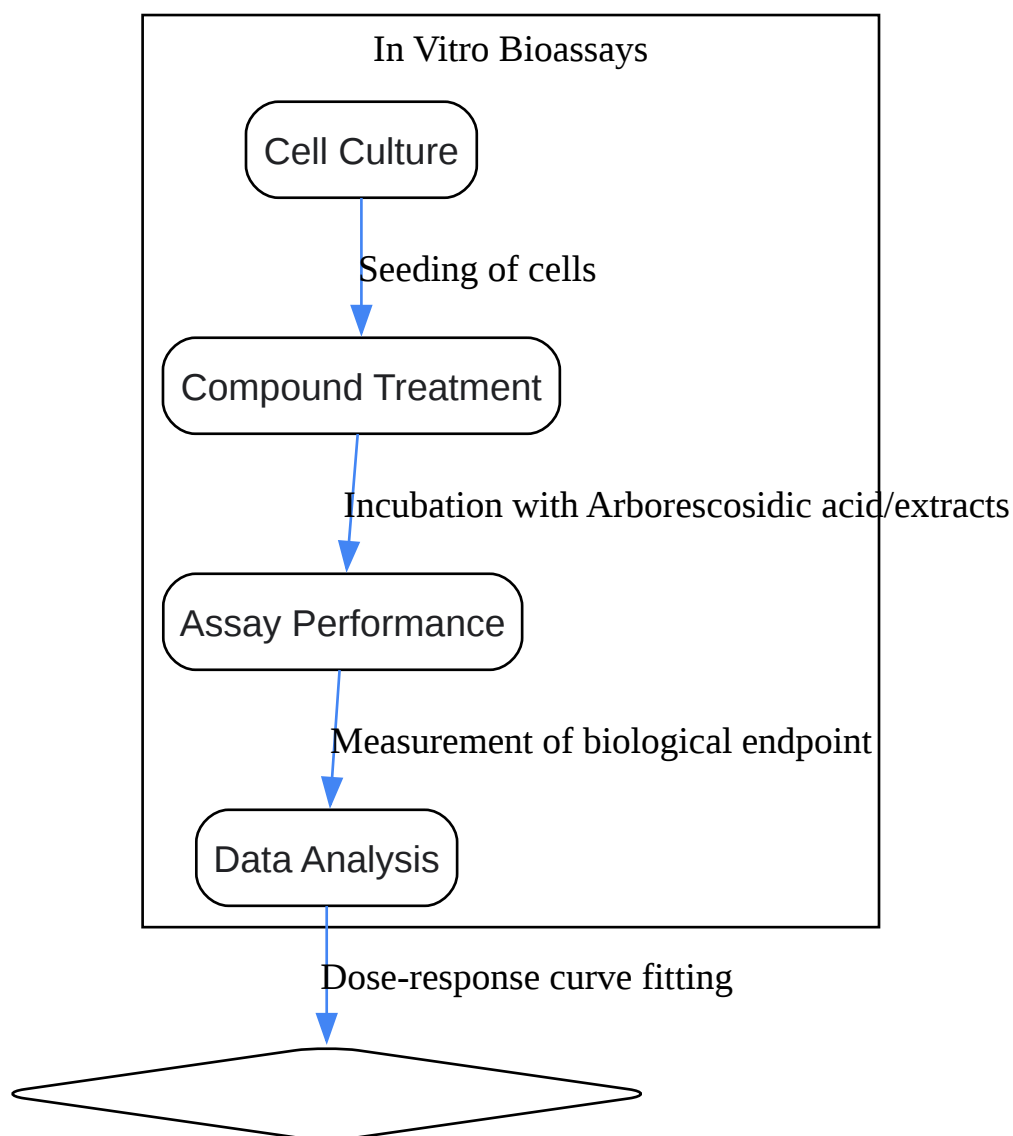 In Vitro Bioassays
Cell Culture
Seeding of cells
Compound Treatment
Incubation with Arborescosidic acid/extracts
Assay Performance
Measurement of biological endpoint
Data Analysis
Dose-response curve fitting